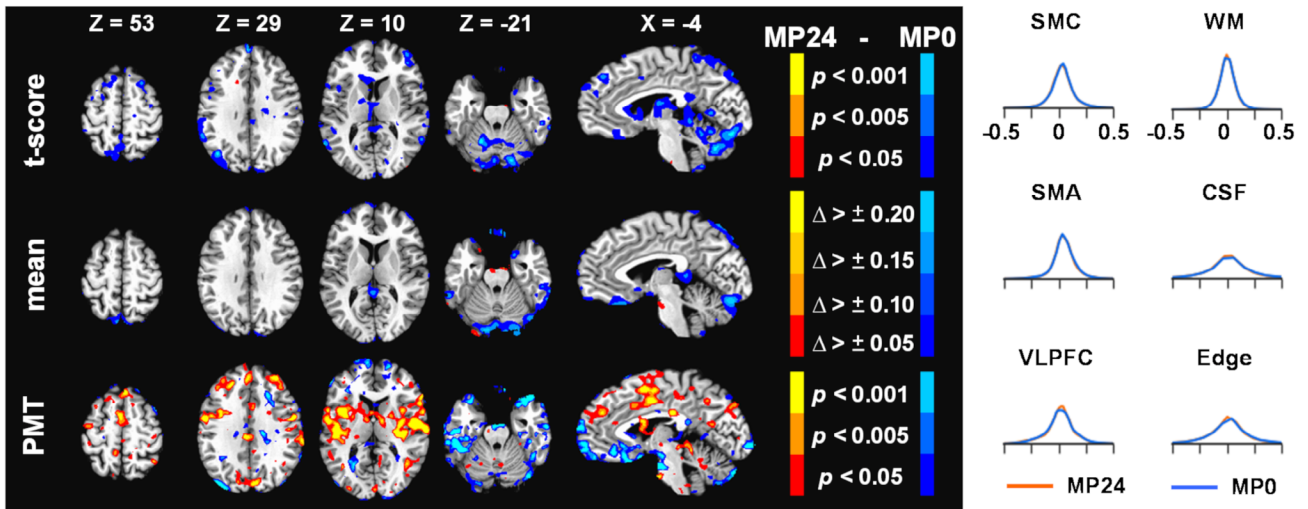 Z = 53 Z = 29 Z = 10 Z = -21 X = -4
MP24 - MP0
t-score
p < 0.001
p < 0.005
p < 0.05
mean
Δ > ± 0.20
Δ > ± 0.15
Δ > ± 0.10
Δ > ± 0.05
PMT
p < 0.001
p < 0.005
p < 0.05
SMC WM
-0.5 0 0.5 -0.5 0 0.5
SMA CSF
VLPFC Edge
MP24 MP0